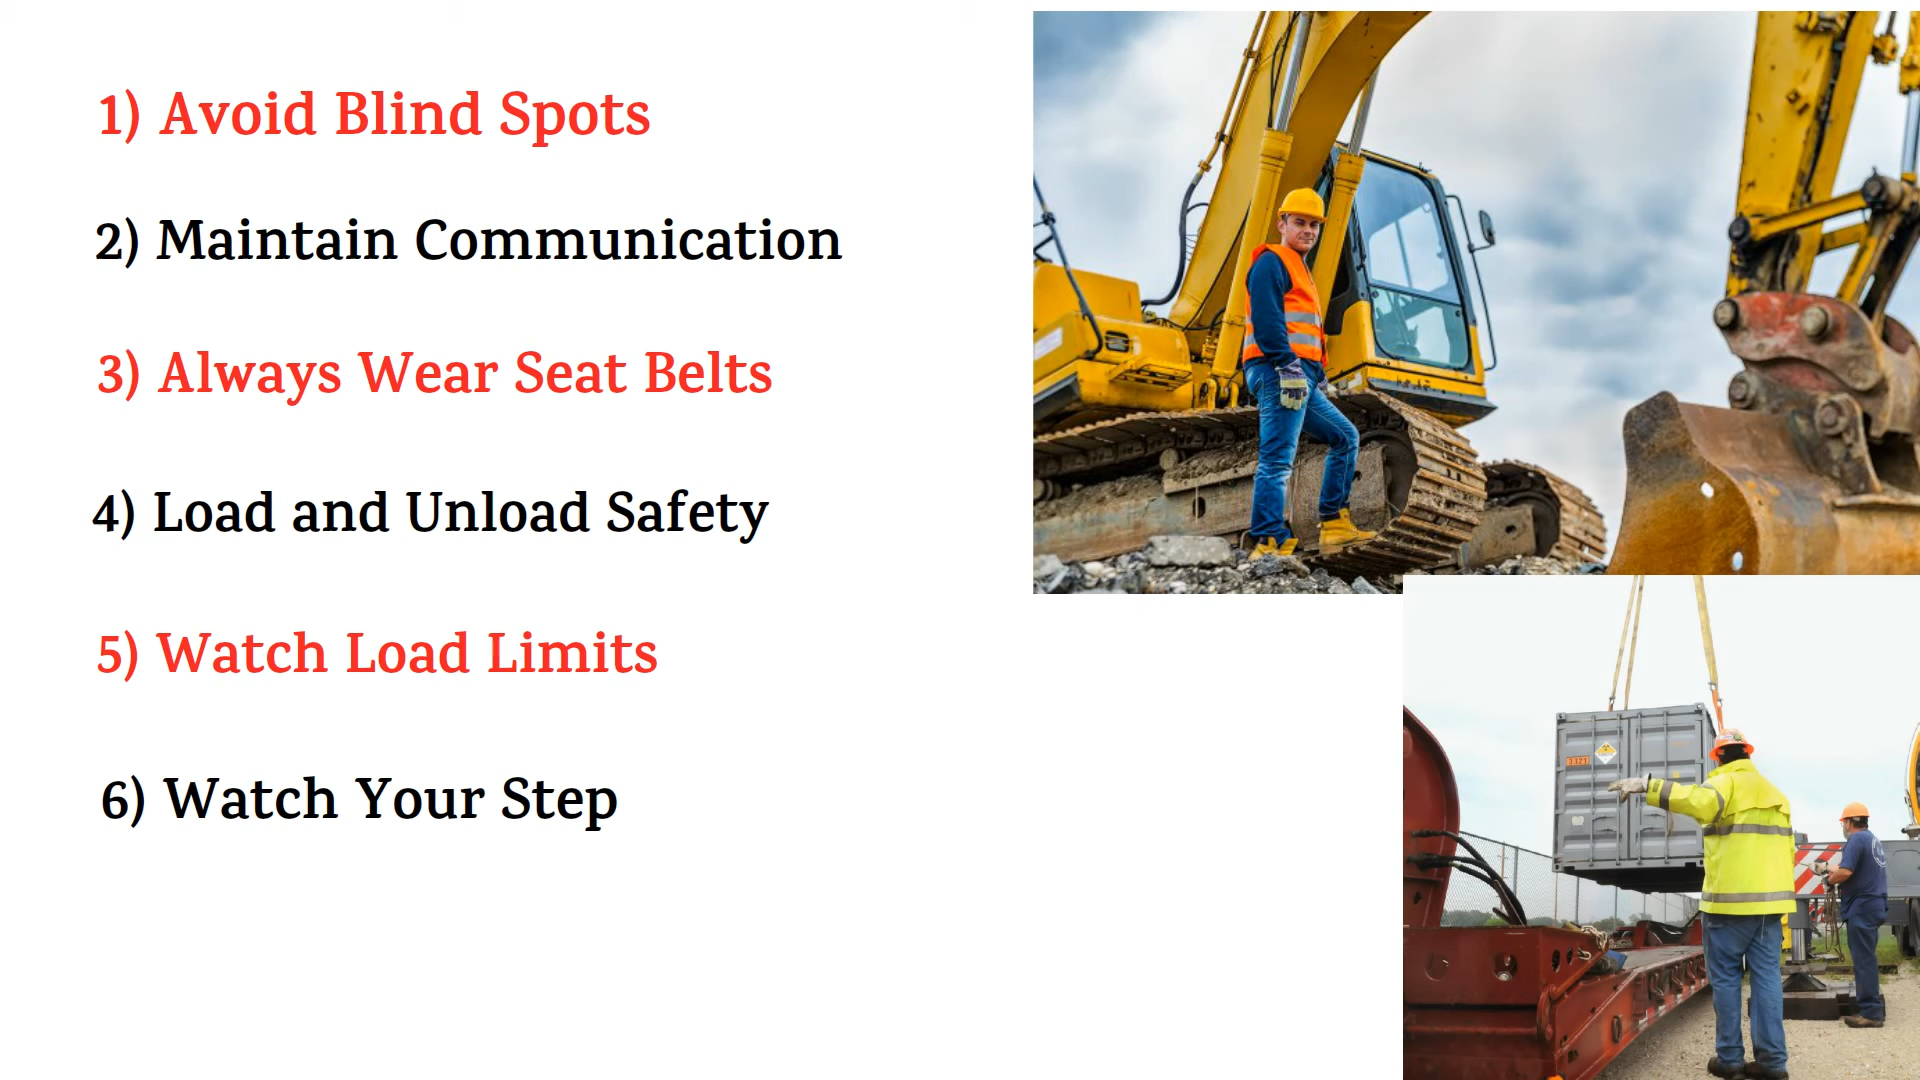 1) Avoid Blind Spots
2) Maintain Communication
3) Always Wear Seat Belts
4) Load and Unload Safety
5) Watch Load Limits
6) Watch Your Step